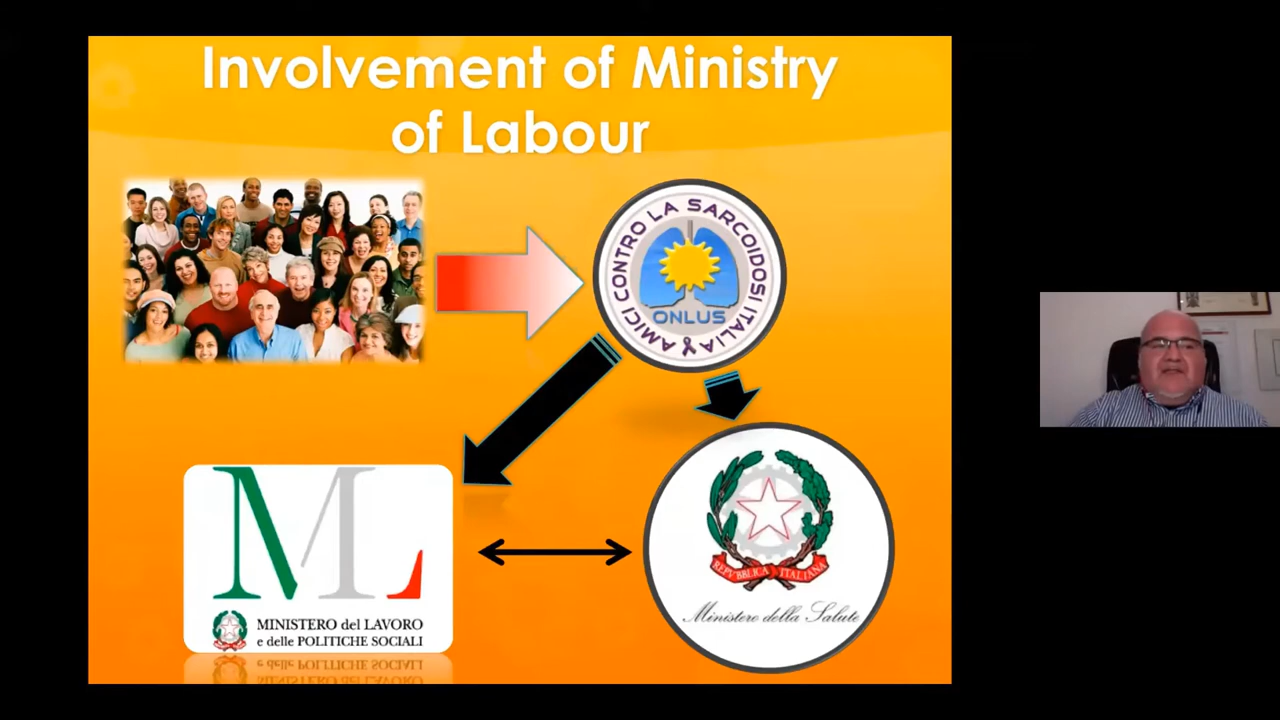 Involvement of Ministry
of Labour
AMICI CONTRO LA SARCOIDOSI ITALIA
ONLUS
ML
MINISTERO del LAVORO
e delle POLITICHE SOCIALI
REPVBBLICA ITALIANA
Ministero della Salute